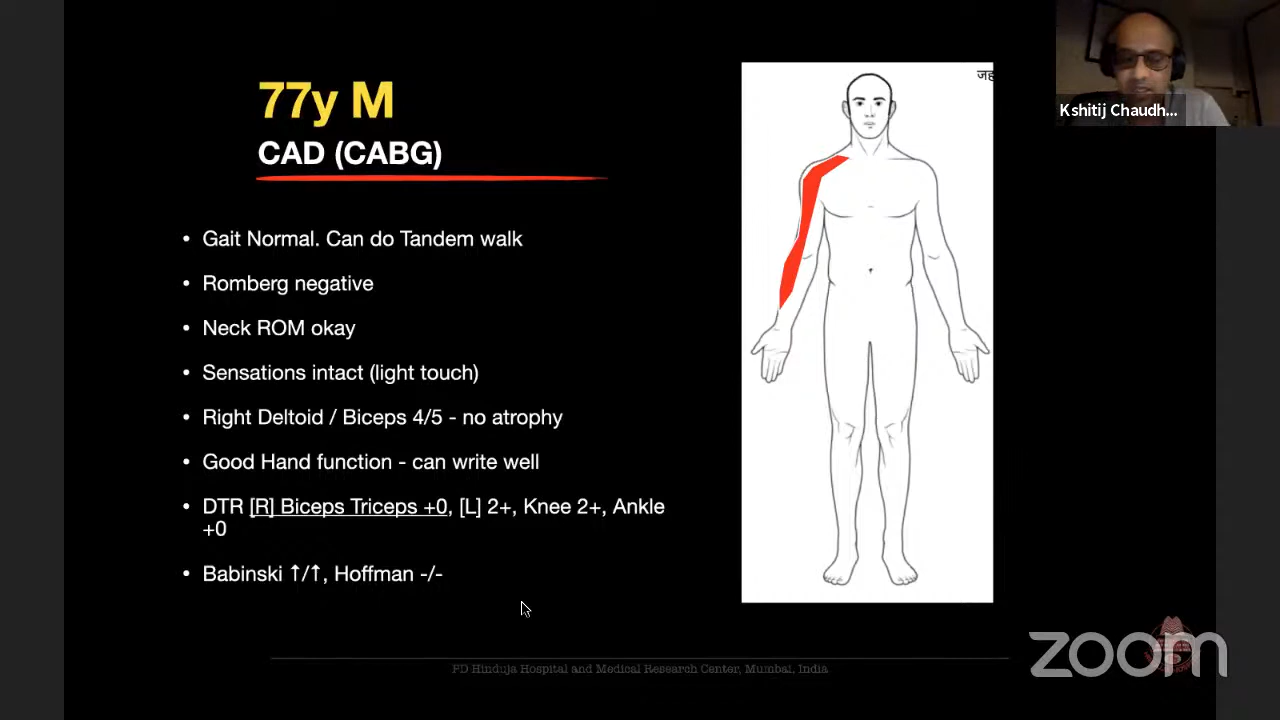 77y M
CAD (CABG)
• Gait Normal. Can do Tandem walk
• Romberg negative
• Neck ROM okay
• Sensations intact (light touch)
• Right Deltoid / Biceps 4/5 - no atrophy
• Good Hand function - can write well
• DTR [R] Biceps Triceps +0, [L] 2+, Knee 2+, Ankle
+0
• Babinski ↑/↑, Hoffman -/-
जह
Kshitij Chaudh...
PD Hinduja Hospital and Medical Research Center, Mumbai, India
zoom